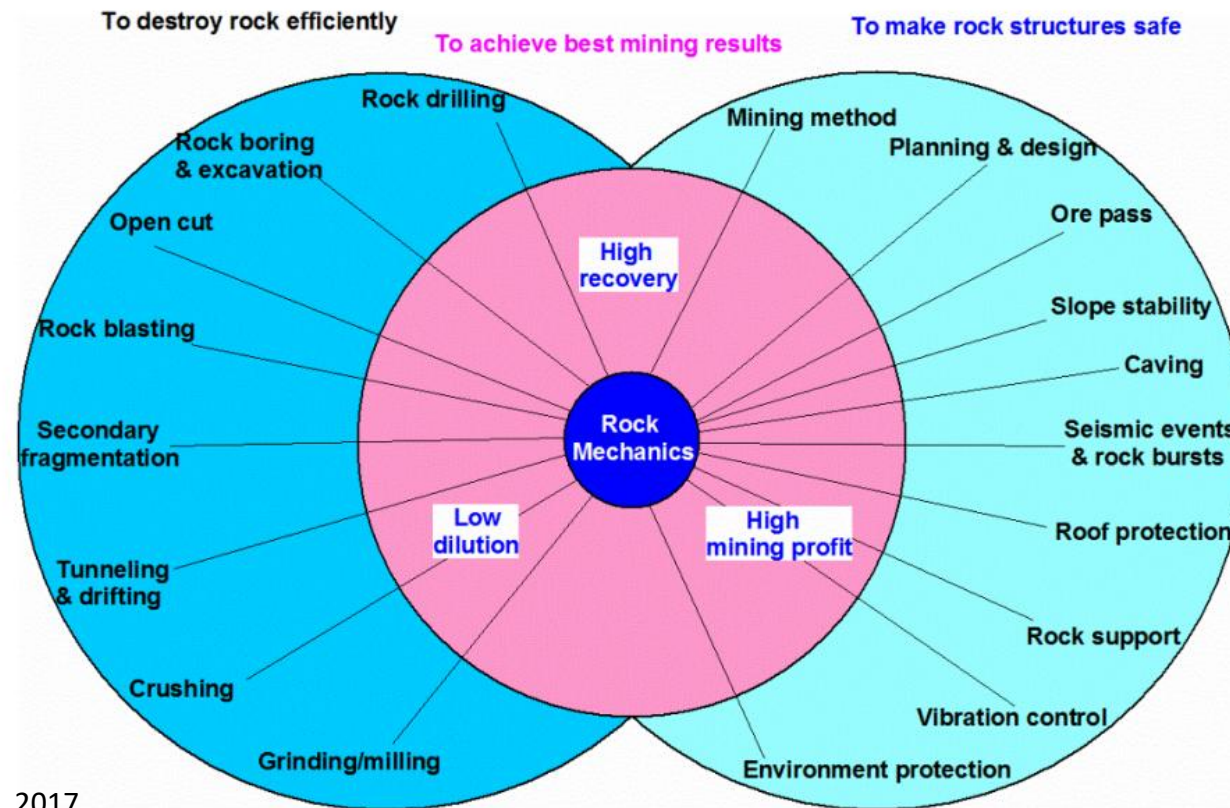 To destroy rock efficiently
To achieve best mining results
To make rock structures safe
Rock drilling
Rock boring
& excavation
Open cut
Rock blasting
Secondary
fragmentation
Tunneling
& drifting
Crushing
Grinding/milling
High
recovery
Rock
Mechanics
Low
dilution
High
mining profit
Mining method
Planning & design
Ore pass
Slope stability
Caving
Seismic events
& rock bursts
Roof protection
Rock support
Vibration control
Environment protection
2017